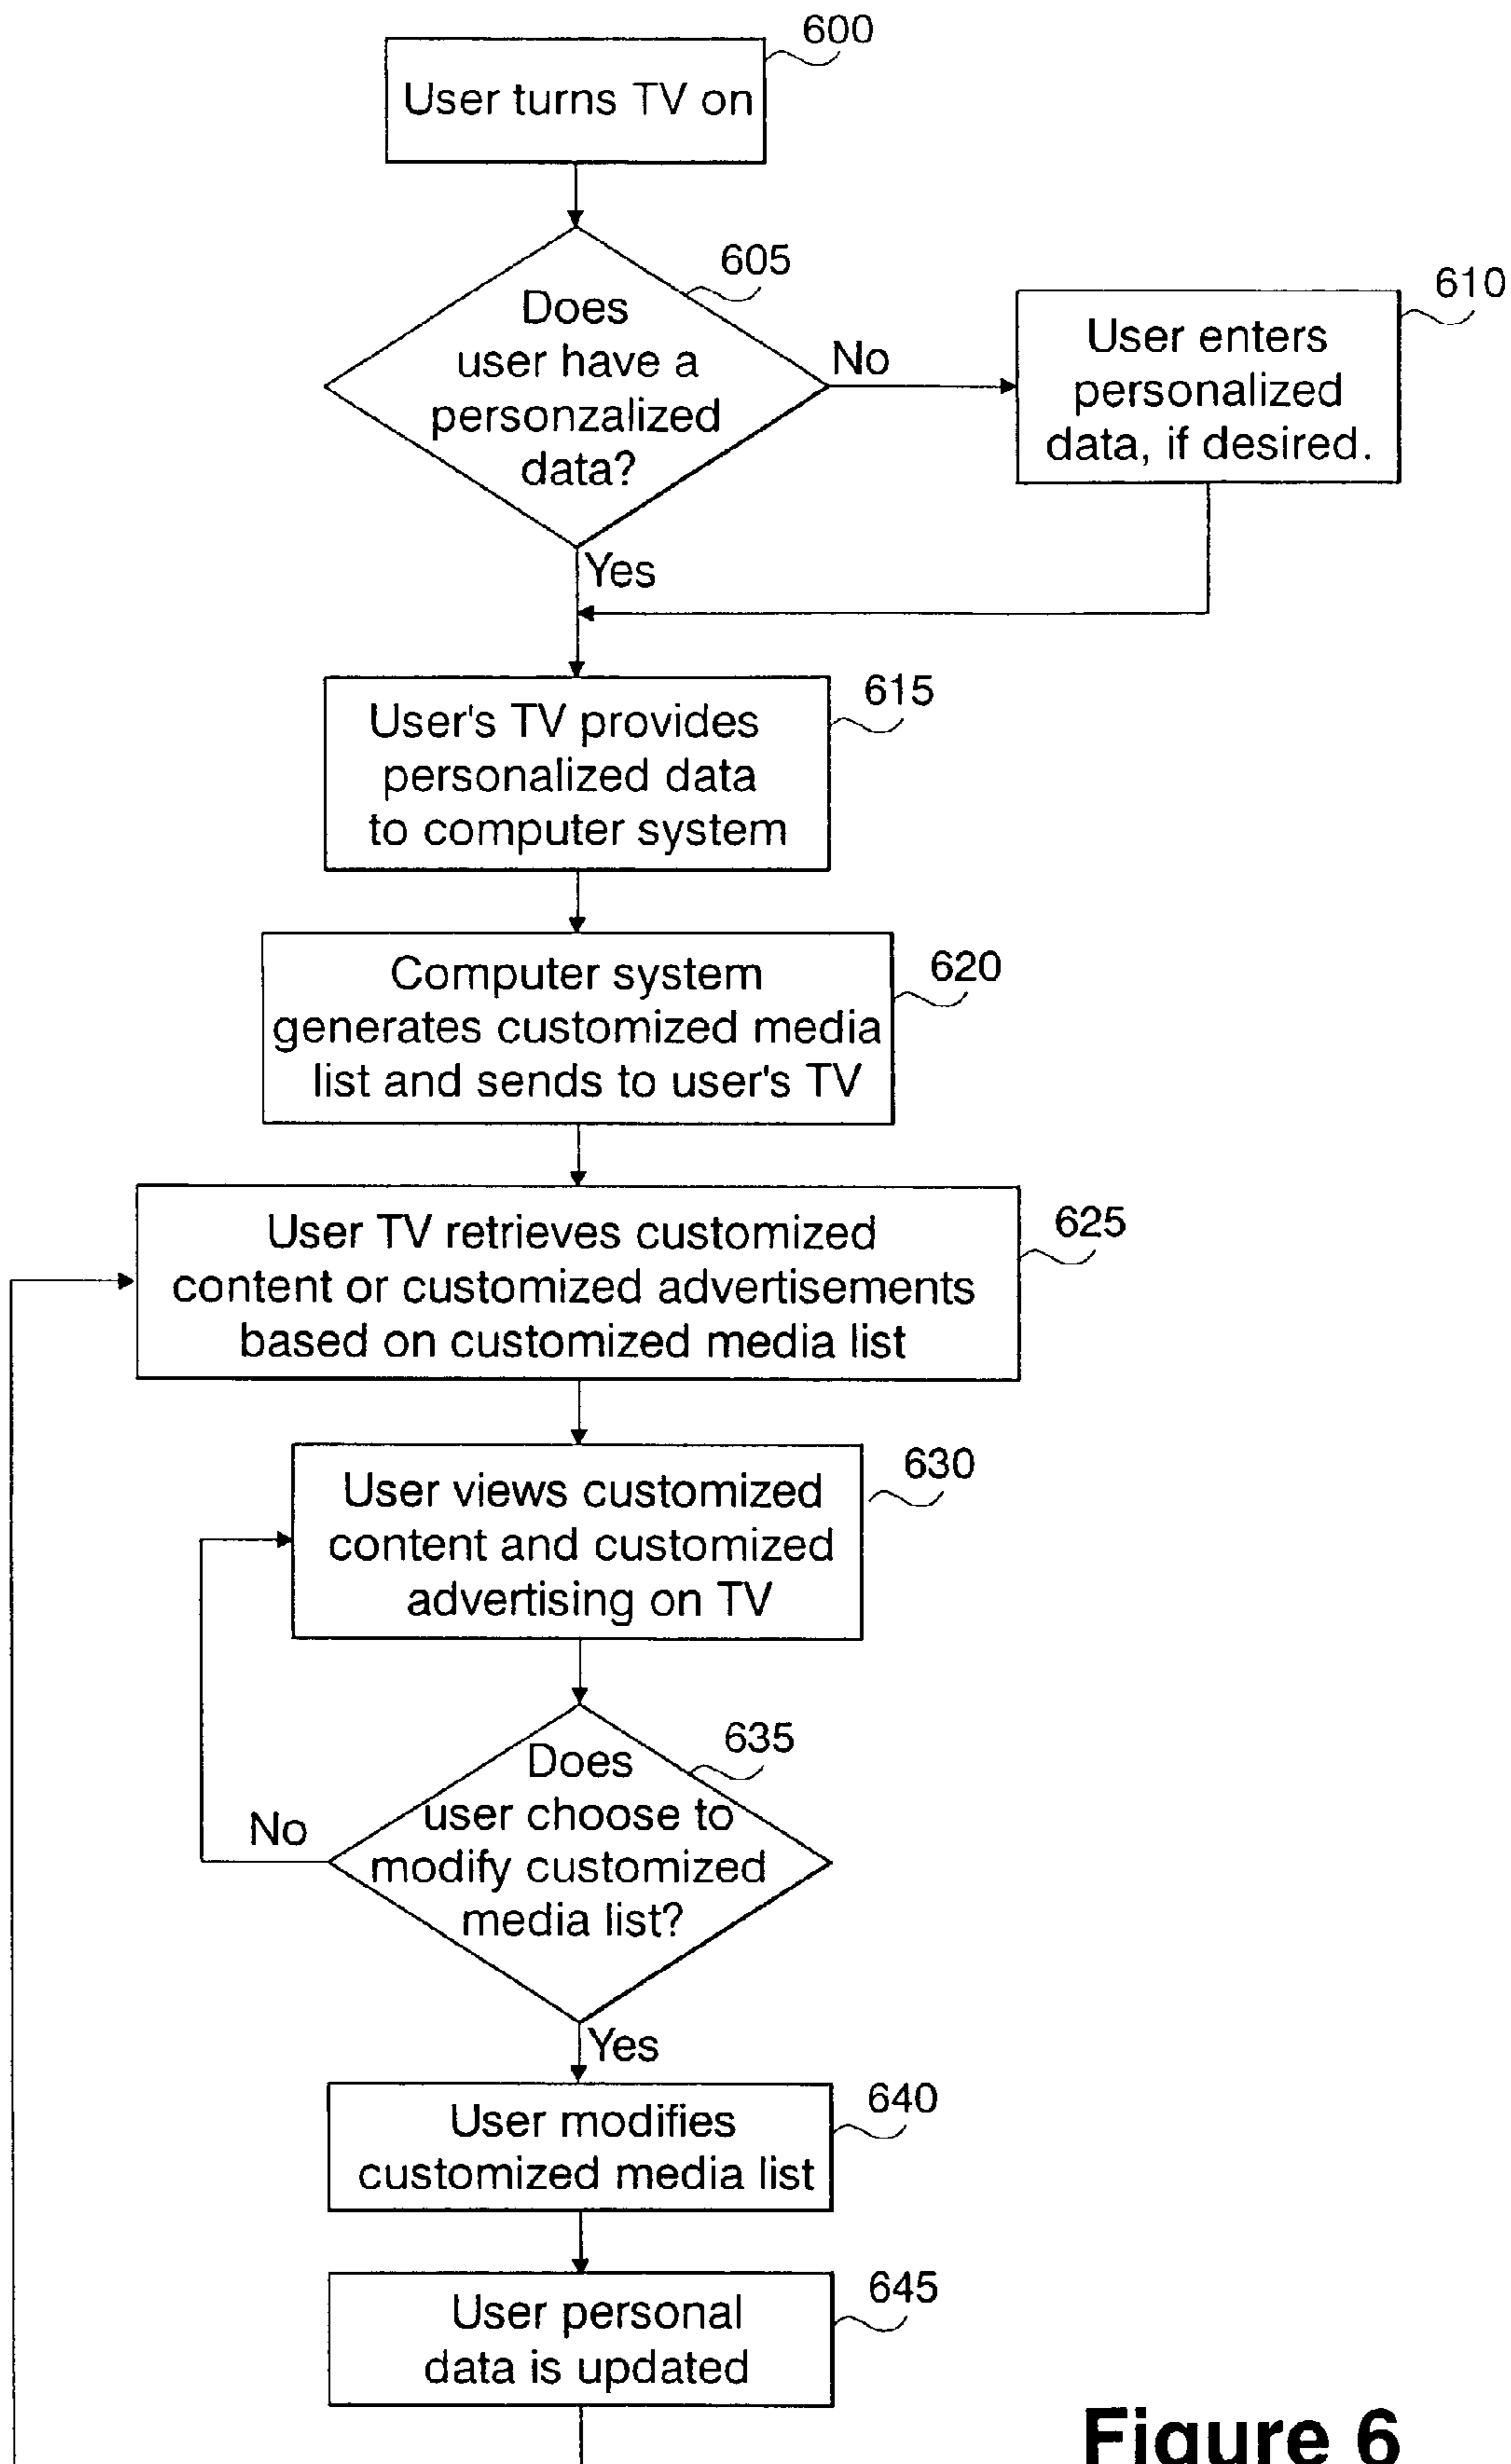 600
User turns TV on
605
Does
user have a
personzalized
data?
No
610
User enters
personalized
data, if desired.
Yes
615
User's TV provides
personalized data
to computer system
620
Computer system
generates customized media
list and sends to user's TV
625
User TV retrieves customized
content or customized advertisements
based on customized media list
630
User views customized
content and customized
advertising on TV
635
Does
user choose to
modify customized
media list?
No
Yes
640
User modifies
customized media list
645
User personal
data is updated
Figure 6